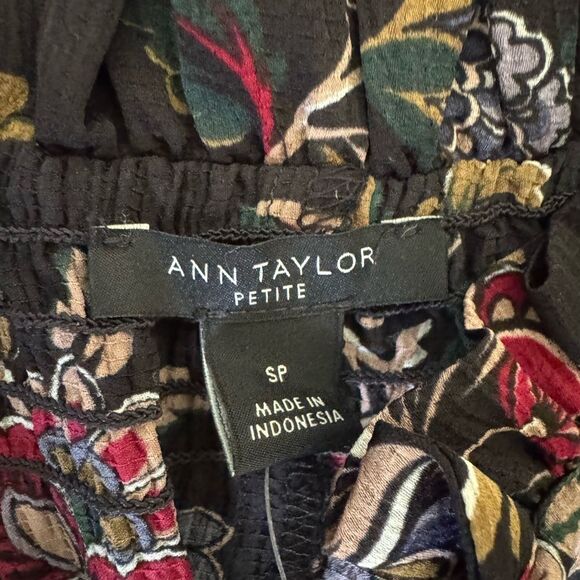 ANN TAYLOR
PETITE
SP
MADE IN
INDONESIA